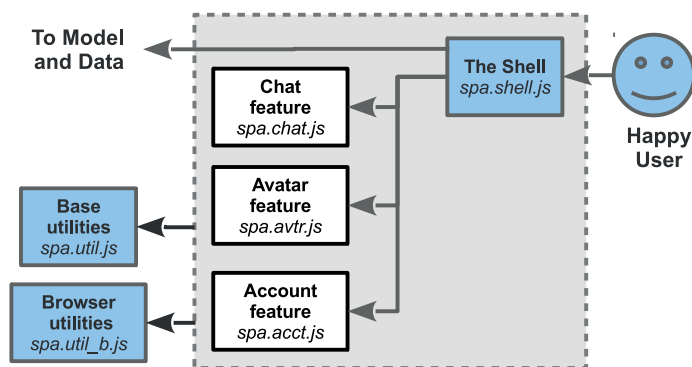 To Model
and Data
The Shell
spa.shell.js
Happy
User
Chat
feature
spa.chat.js
Avatar
feature
spa.avtr.js
Base
utilities
spa.util.js
Account
feature
spa.acct.js
Browser
utilities
spa.util_b.js